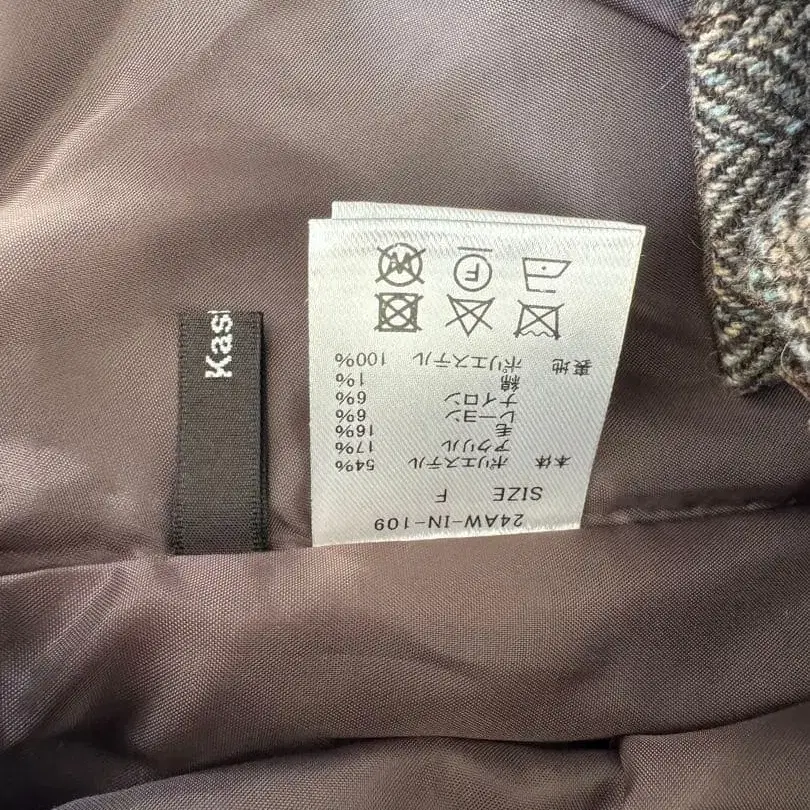 24AW-IN-109
SIZE F
本体 ポリエステル 54%
アクリル 17%
毛 16%
レーヨン 6%
ナイロン 6%
綿 1%
裏地 ポリエステル 100%
F W
Kas